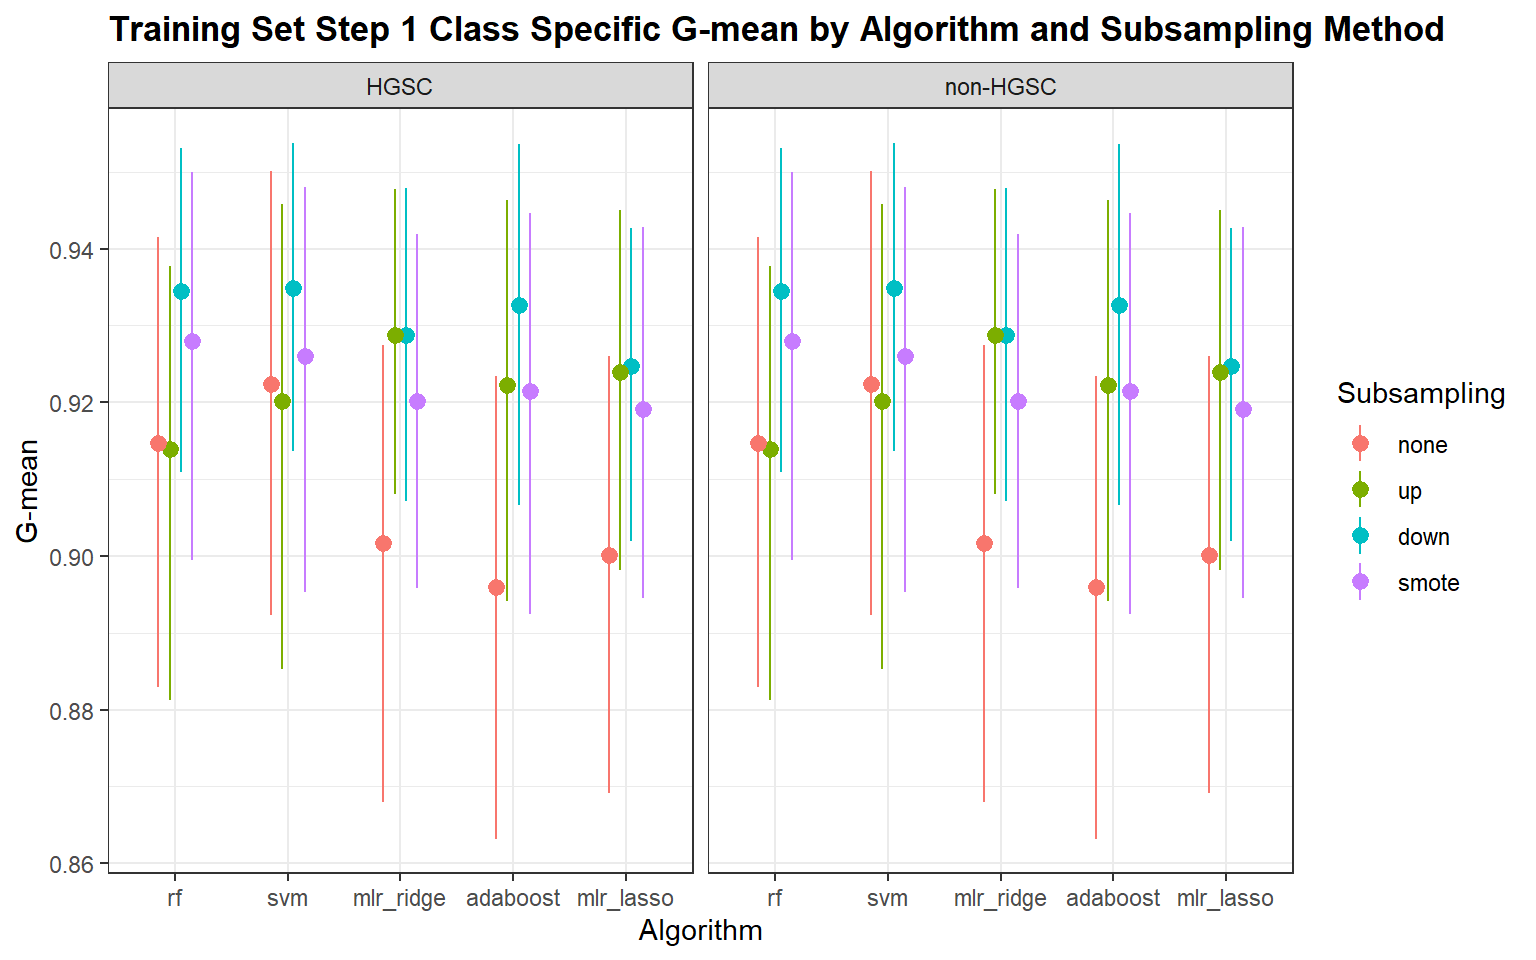 Training Set Step 1 Class Specific G-mean by Algorithm and Subsampling Method
HGSC
non-HGSC
G-mean
0.94
0.92
0.90
0.88
0.86
rf svm mlr_ridge adaboost mlr_lasso
rf svm mlr_ridge adaboost mlr_lasso
Algorithm
Subsampling
none
up
down
smote